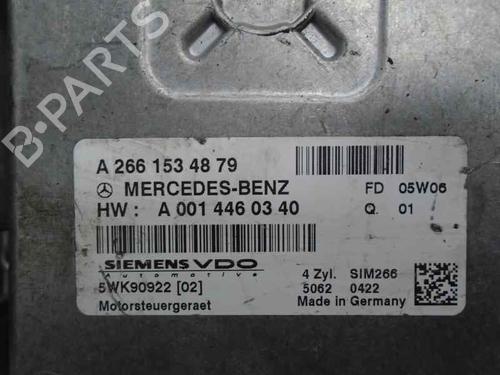 B-PARTS
A 266 153 48 79
MERCEDES-BENZ FD 05W06
HW : A 001 446 03 40 Q. 01
SIEMENS VDO
Automotive
4 Zyl. SIM266
5WK90922 [02] 5062 0422
Motorsteuergeraet Made in Germany